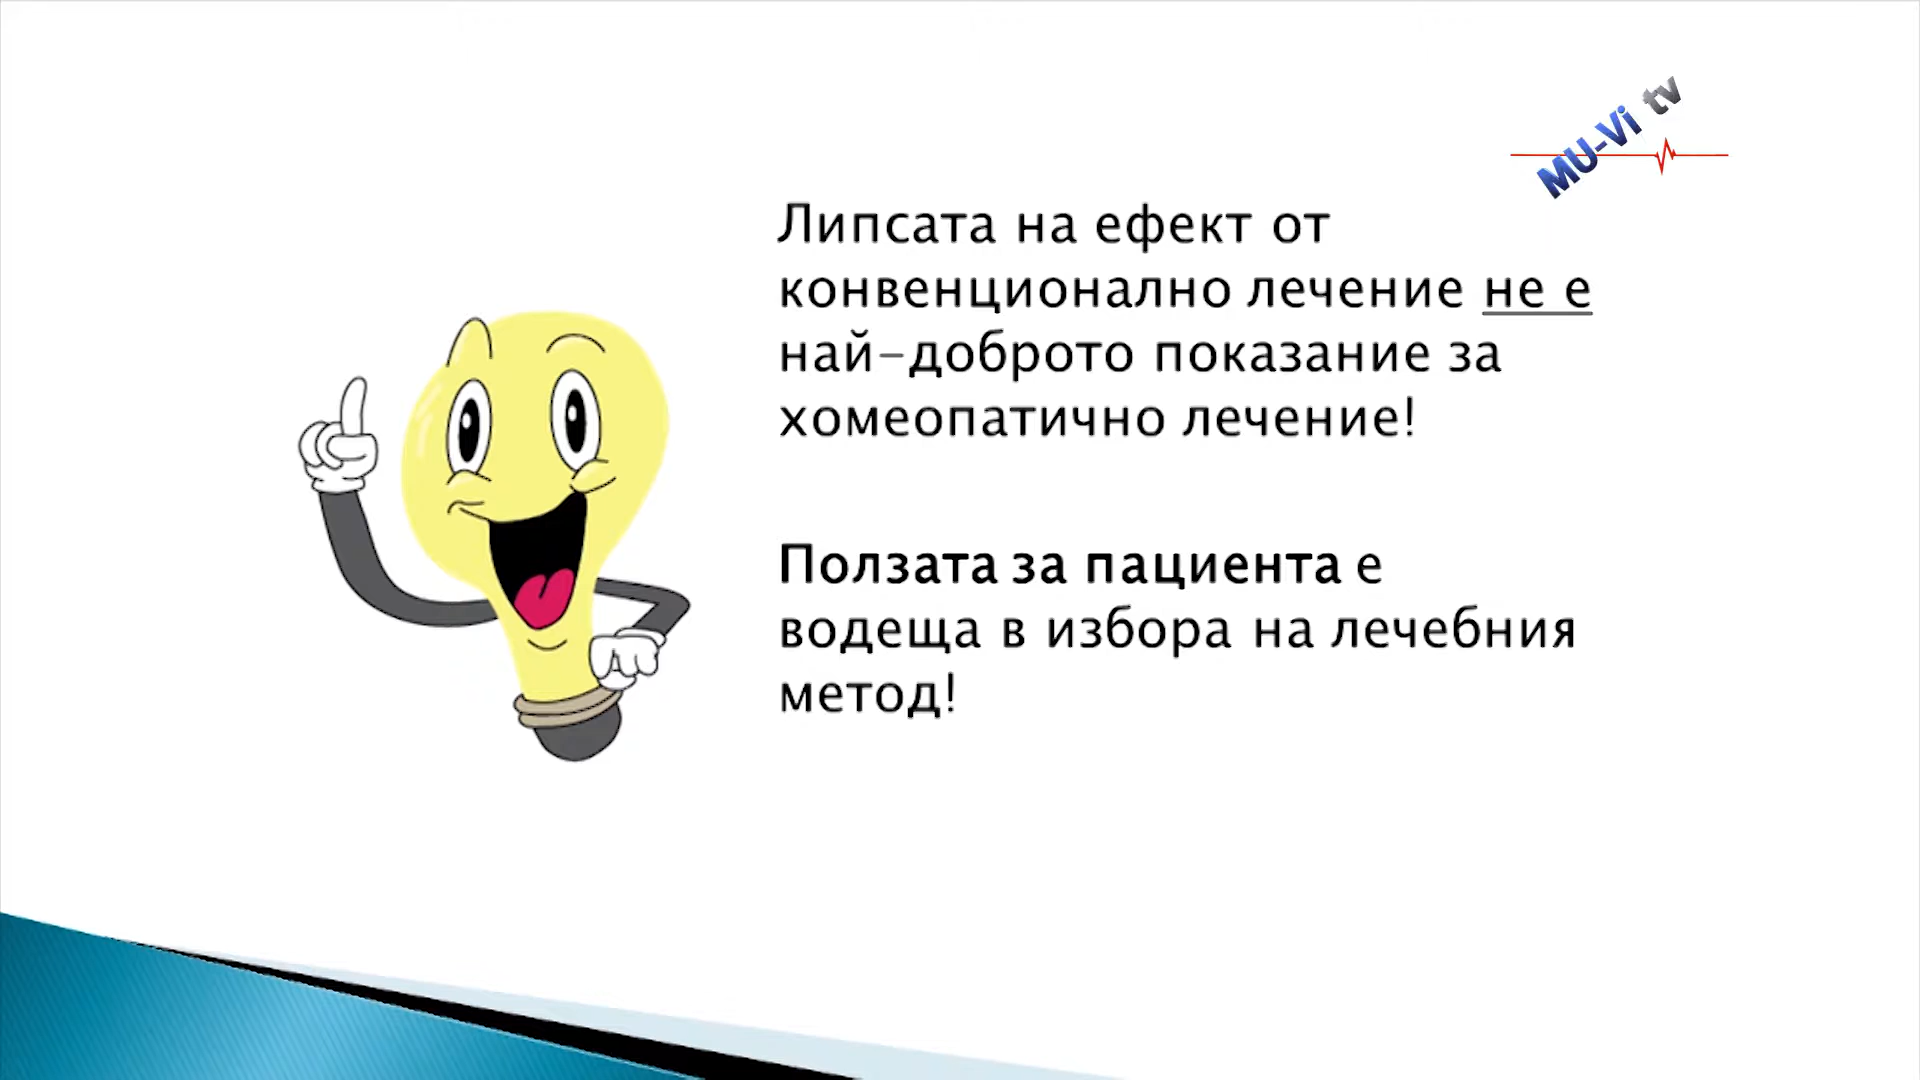 MU-Vi tv
Липсата на ефект от
конвенционално лечение не е
най-доброто показание за
хомеопатично лечение!
Ползата за пациента е
водеща в избора на лечебния
метод!